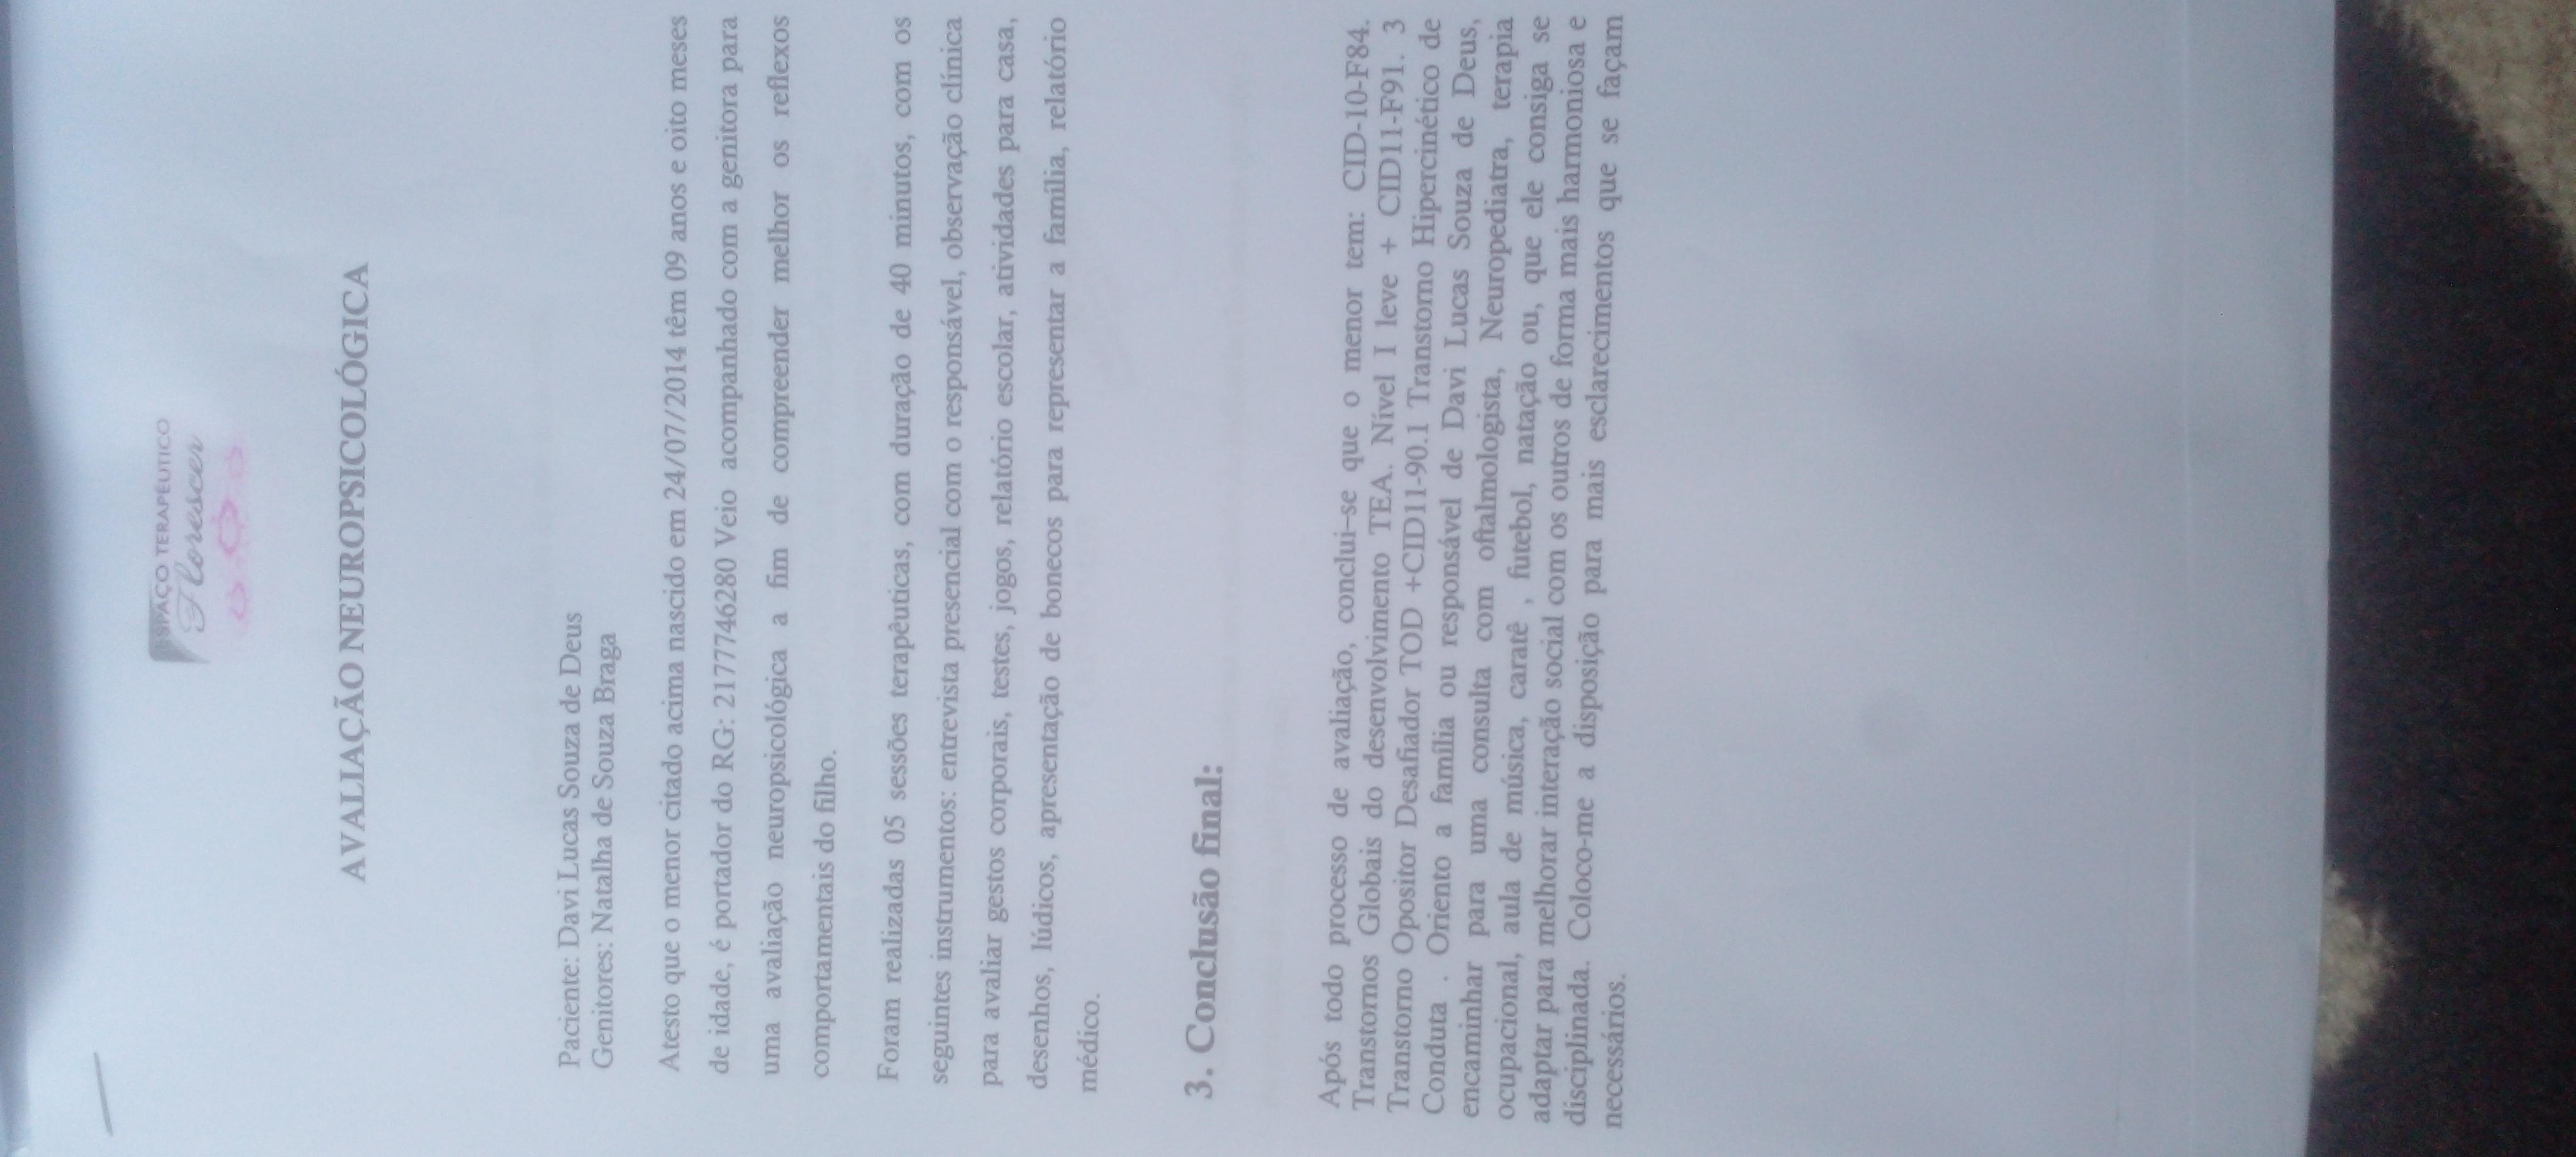 ESPAÇO TERAPÊUTICO
Florescer
AVALIAÇÃO NEUROPSICOLÓGICA
Paciente: Davi Lucas Souza de Deus
Genitores: Natalha de Souza Braga
Atesto que o menor citado acima nascido em 24/07/2014 têm 09 anos e oito meses
de idade, é portador do RG: 2177746280 Veio acompanhado com a genitora para
uma avaliação neuropsicológica a fim de compreender melhor os reflexos
comportamentais do filho.
Foram realizadas 05 sessões terapêuticas, com duração de 40 minutos, com os
seguintes instrumentos: entrevista presencial com o responsável, observação clínica
para avaliar gestos corporais, testes, jogos, relatório escolar, atividades para casa,
desenhos, lúdicos, apresentação de bonecos para representar a família, relatório
médico.
3. Conclusão final:
Após todo processo de avaliação, conclui-se que o menor tem: CID-10-F84.
Transtornos Globais do desenvolvimento TEA. Nível I leve + CID11-F91. 3
Transtorno Opositor Desafiador TOD +CID11-90.1 Transtorno Hipercinético de
Conduta . Oriento a família ou responsável de Davi Lucas Souza de Deus,
encaminhar para uma consulta com oftalmologista, Neuropediatra, terapia
ocupacional, aula de música, caratê , futebol, natação ou, que ele consiga se
adaptar para melhorar interação social com os outros de forma mais harmoniosa e
disciplinada. Coloco-me a disposição para mais esclarecimentos que se façam
necessários.